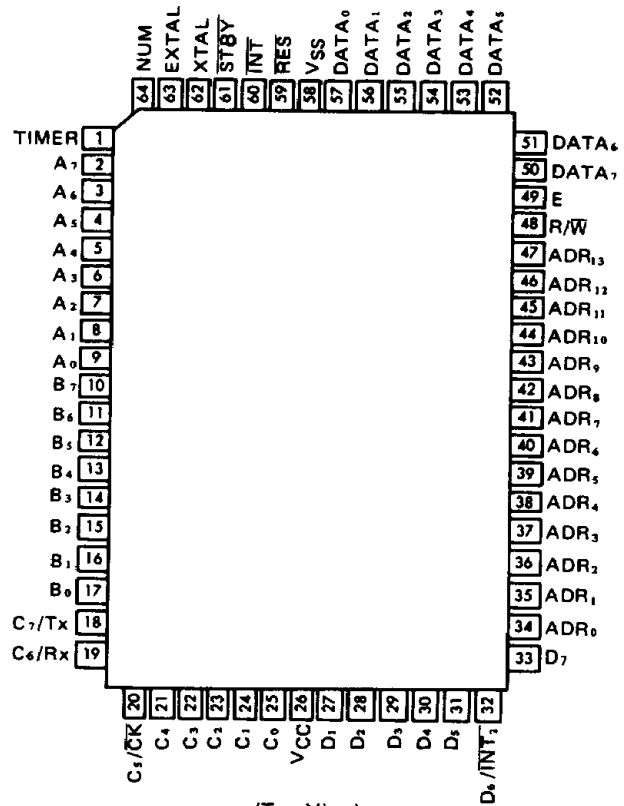 NUM 64
EXTAL 63
XTAL 62
S̅T̅B̅Y̅ 61
I̅N̅T̅ 60
R̅E̅S̅ 59
VSS 58
DATA₀ 57
DATA₁ 56
DATA₂ 55
DATA₃ 54
DATA₄ 53
DATA₅ 52
TIMER 1
A₇ 2
A₆ 3
A₅ 4
A₄ 5
A₃ 6
A₂ 7
A₁ 8
A₀ 9
B₇ 10
B₆ 11
B₅ 12
B₄ 13
B₃ 14
B₂ 15
B₁ 16
B₀ 17
C₇/Tx 18
C₆/Rx 19
51 DATA₆
50 DATA₇
49 E
48 R/W̅
47 ADR₁₃
46 ADR₁₂
45 ADR₁₁
44 ADR₁₀
43 ADR₉
42 ADR₈
41 ADR₇
40 ADR₆
39 ADR₅
38 ADR₄
37 ADR₃
36 ADR₂
35 ADR₁
34 ADR₀
33 D₇
20 C₅/C̅K̅
21 C₄
22 C₃
23 C₂
24 C₁
25 C₀
26 VCC
27 D₁
28 D₂
29 D₃
30 D₄
31 D₅
32 D₆/I̅N̅T̅₂